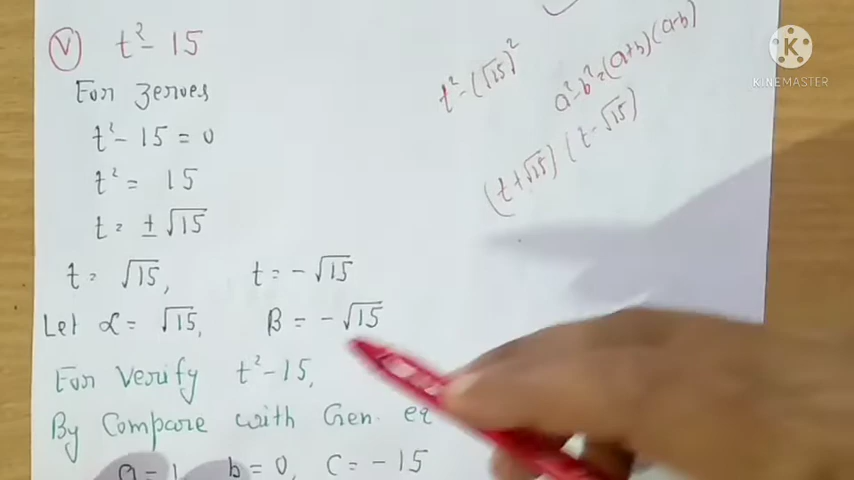 (v) t² - 15
For zeroes
t² - 15 = 0
t² = 15
t = ± √15
t = √15, t = - √15
Let α = √15, β = - √15
For Verify t² - 15,
By Compare with Gen. eq
a = 1 b = 0, c = - 15
t² - (√15)²
a² - b² = (a+b)(a-b)
(t+√15) (t-√15)
K
KINEMASTER